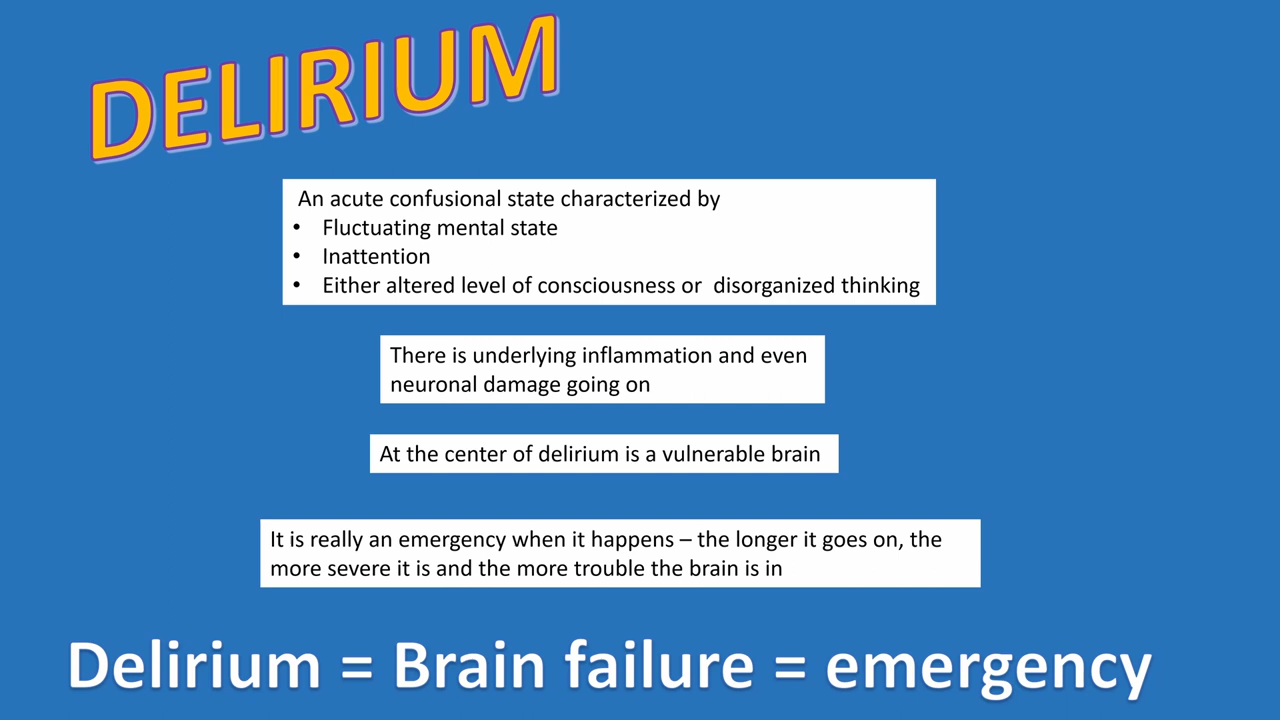 DELIRIUM
An acute confusional state characterized by
• Fluctuating mental state
• Inattention
• Either altered level of consciousness or  disorganized thinking
There is underlying inflammation and even
neuronal damage going on
At the center of delirium is a vulnerable brain
It is really an emergency when it happens – the longer it goes on, the
more severe it is and the more trouble the brain is in
Delirium = Brain failure = emergency